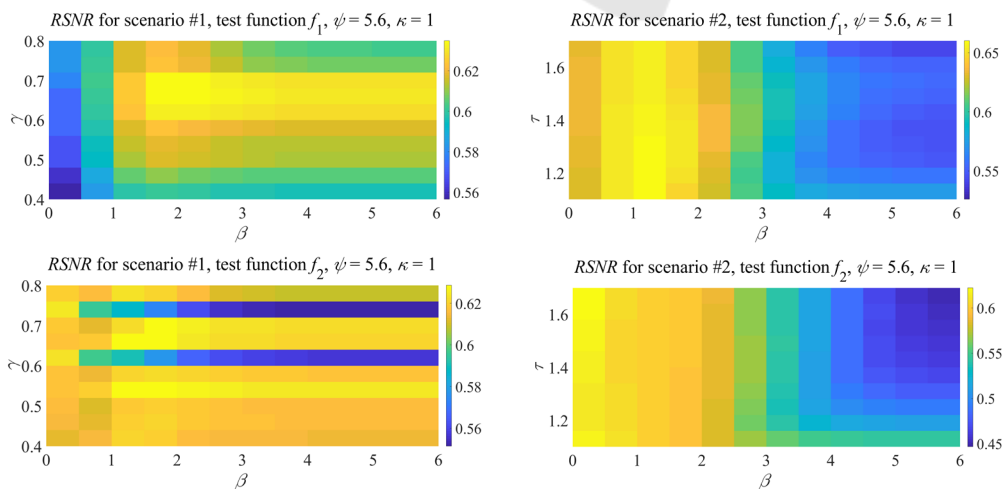 RSNR for scenario #1, test function f1, ψ = 5.6, κ = 1
0.8
0.7
0.6
0.5
0.4
γ
0 1 2 3 4 5 6
β
0.62
0.6
0.58
0.56
RSNR for scenario #2, test function f1, ψ = 5.6, κ = 1
1.6
1.4
1.2
τ
0 1 2 3 4 5 6
β
0.65
0.6
0.55
RSNR for scenario #1, test function f2, ψ = 5.6, κ = 1
0.8
0.7
0.6
0.5
0.4
γ
0 1 2 3 4 5 6
β
0.62
0.6
0.58
0.56
RSNR for scenario #2, test function f2, ψ = 5.6, κ = 1
1.6
1.4
1.2
τ
0 1 2 3 4 5 6
β
0.6
0.55
0.5
0.45